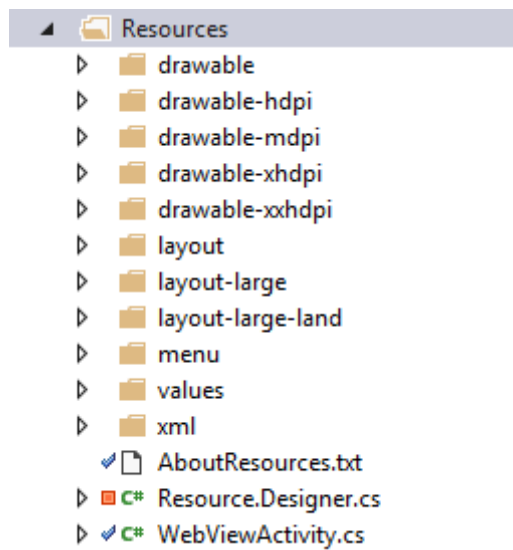 Resources
drawable
drawable-hdpi
drawable-mdpi
drawable-xhdpi
drawable-xxhdpi
layout
layout-large
layout-large-land
menu
values
xml
AboutResources.txt
C# Resource.Designer.cs
C# WebViewActivity.cs